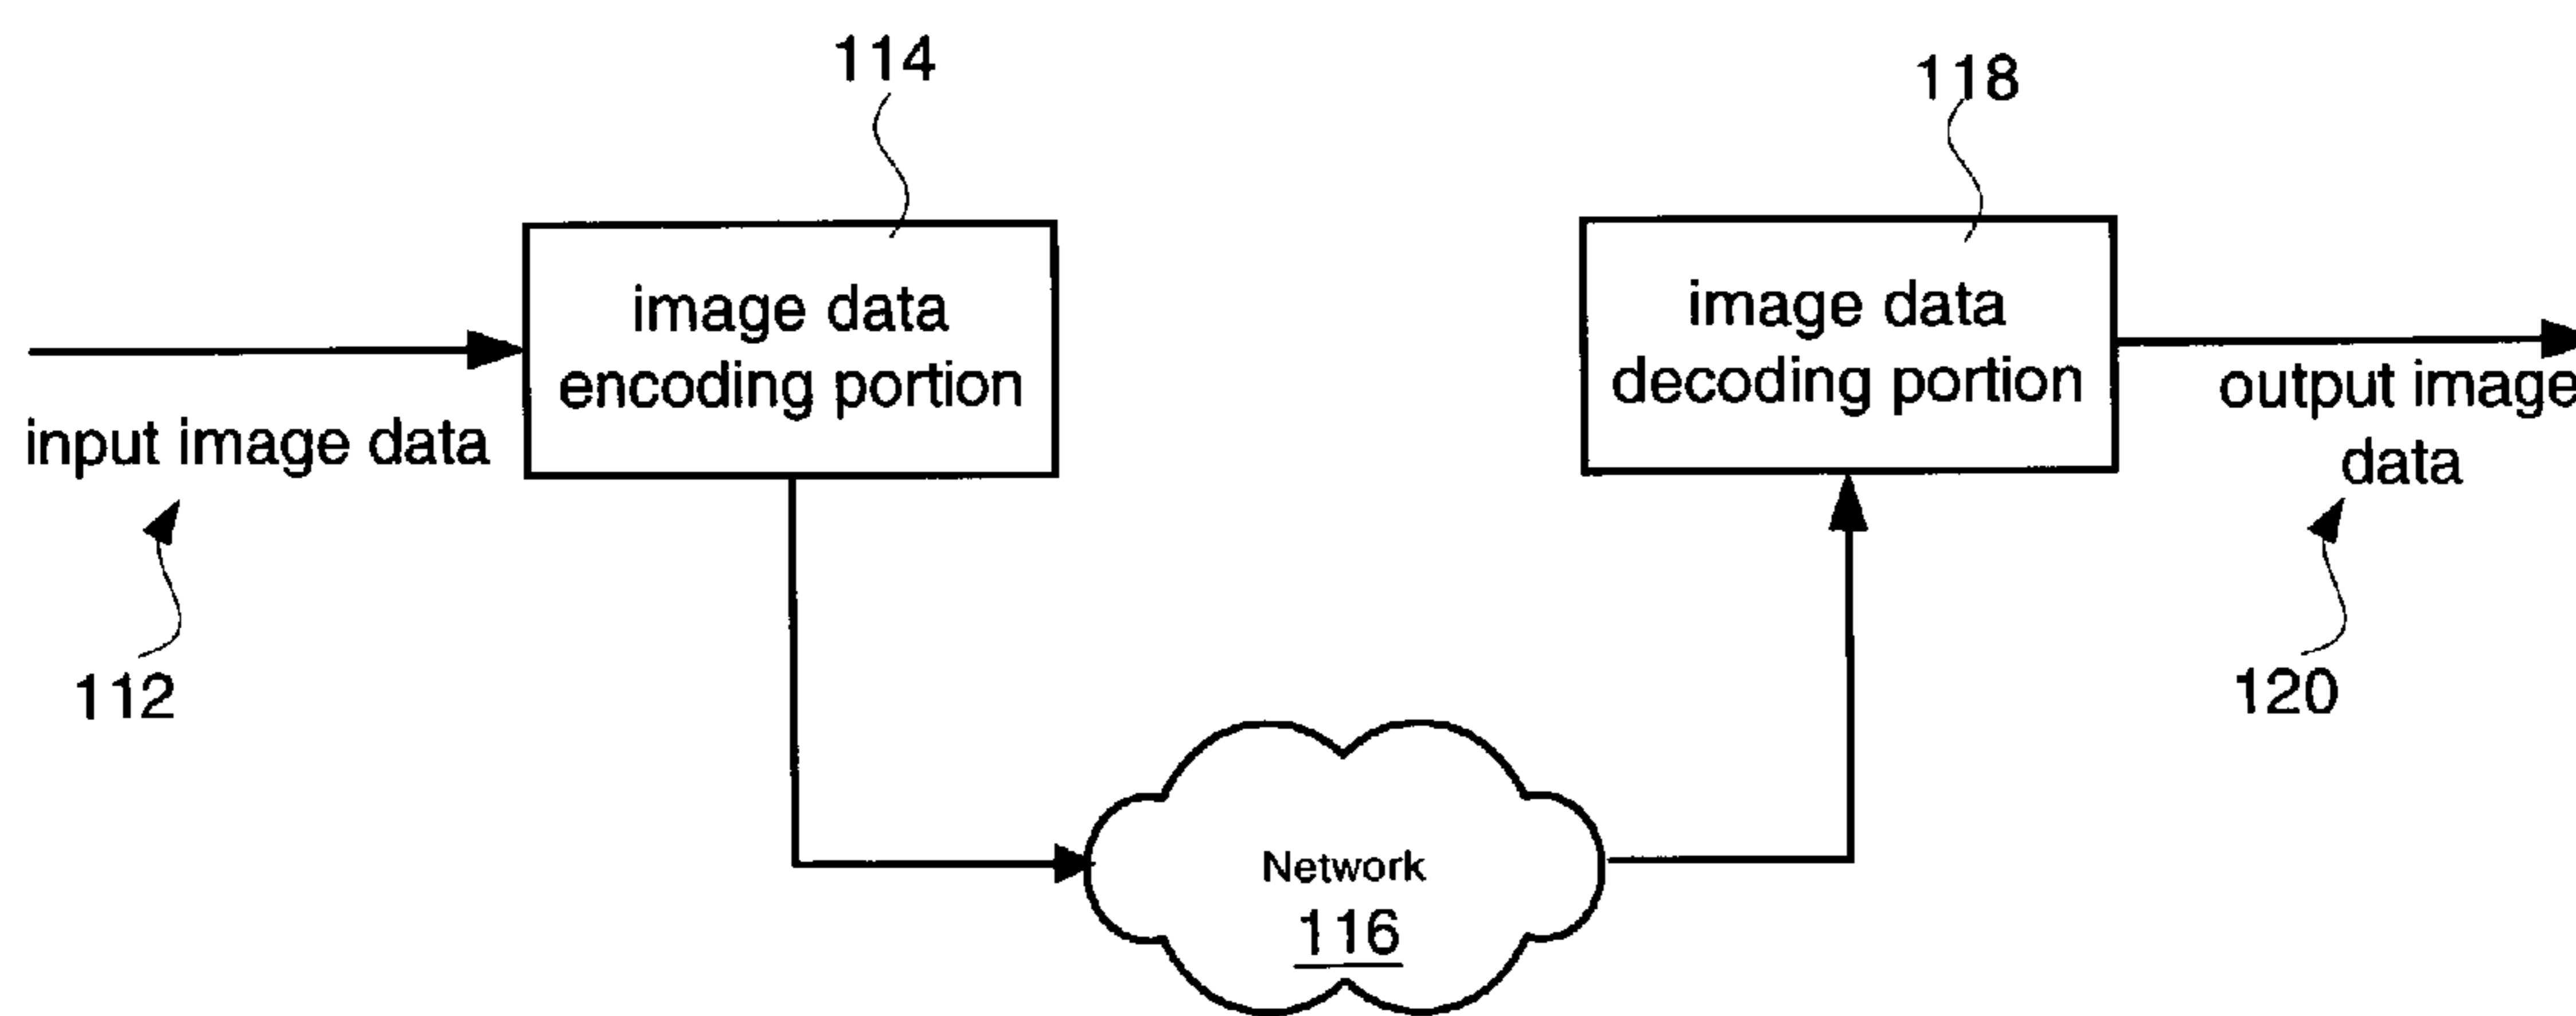 114
118
image data
encoding portion
image data
decoding portion
input image data
output image
data
112
120
Network
116